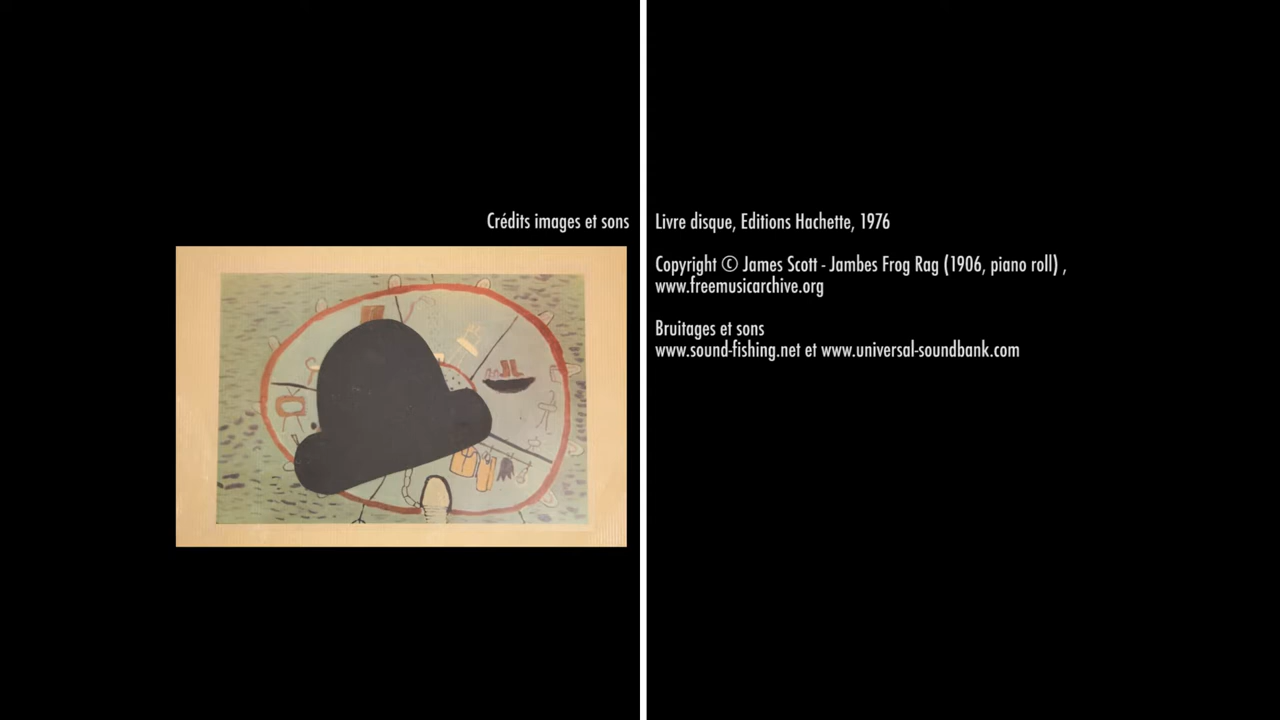 Crédits images et sons
Livre disque, Editions Hachette, 1976
Copyright © James Scott - Jambes Frog Rag (1906, piano roll) ,
www.freemusicarchive.org
Bruitages et sons
www.sound-fishing.net et www.universal-soundbank.com